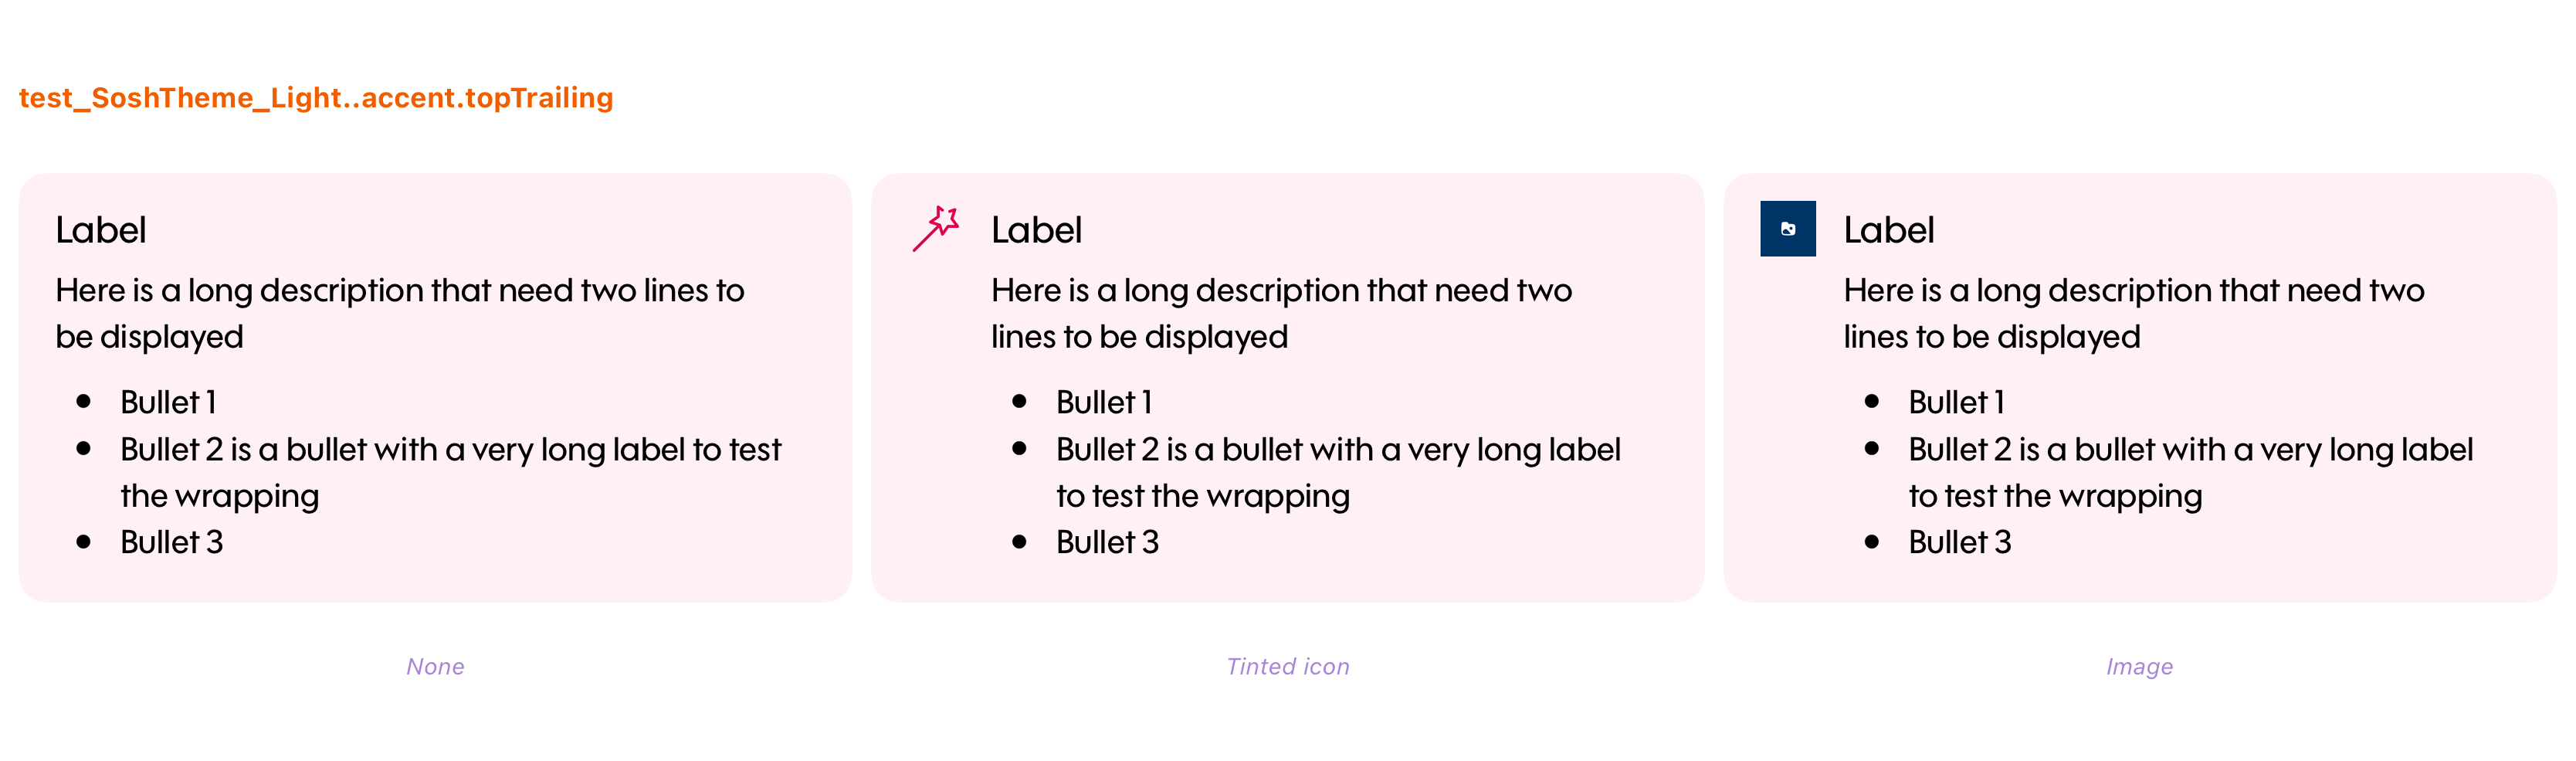 test_SoshTheme_Light..accent.topTrailing
Label
Here is a long description that need two lines to
be displayed
• Bullet 1
• Bullet 2 is a bullet with a very long label to test
the wrapping
• Bullet 3
None
Label
Here is a long description that need two
lines to be displayed
• Bullet 1
• Bullet 2 is a bullet with a very long label
to test the wrapping
• Bullet 3
Tinted icon
Label
Here is a long description that need two
lines to be displayed
• Bullet 1
• Bullet 2 is a bullet with a very long label
to test the wrapping
• Bullet 3
Image